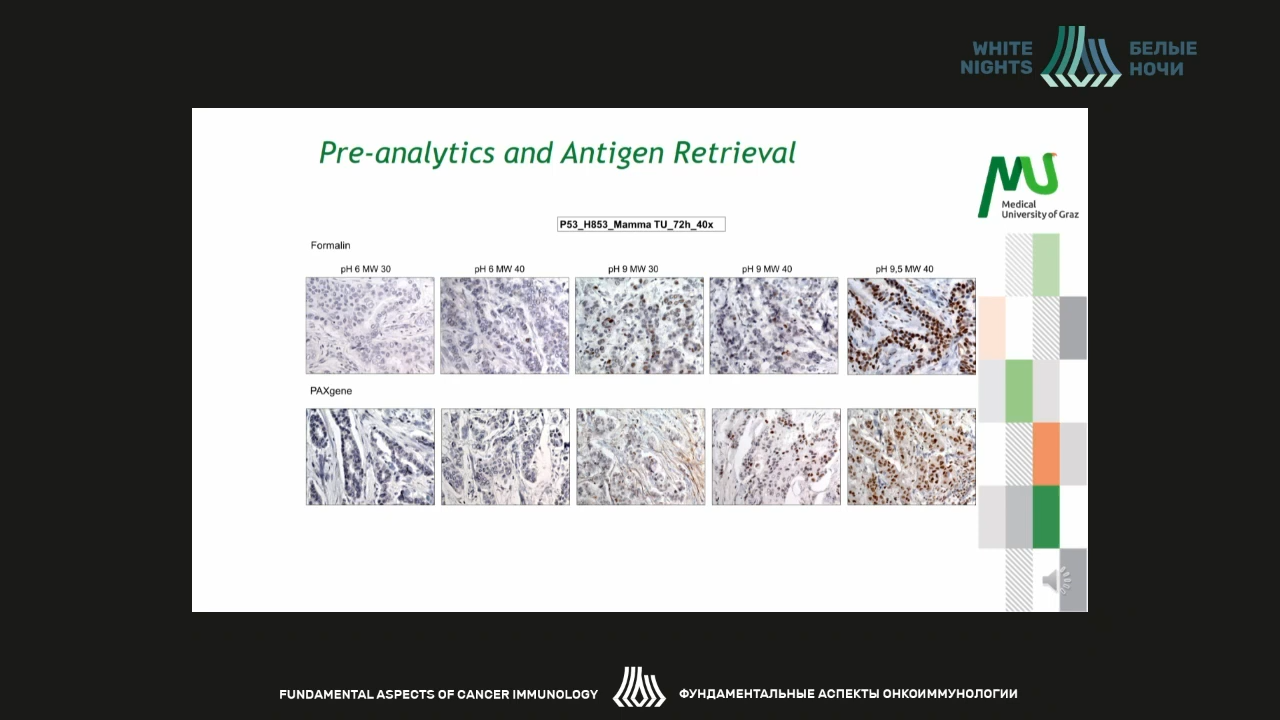 WHITE
NIGHTS
БЕЛЫЕ
НОЧИ
Pre-analytics and Antigen Retrieval
Medical
University of Graz
P53_H853_Mamma TU_72h_40x
Formalin
pH 6 MW 30
pH 6 MW 40
pH 9 MW 30
pH 9 MW 40
pH 9,5 MW 40
PAXgene
FUNDAMENTAL ASPECTS OF CANCER IMMUNOLOGY
ФУНДАМЕНТАЛЬНЫЕ АСПЕКТЫ ОНКОИММУНОЛОГИИ